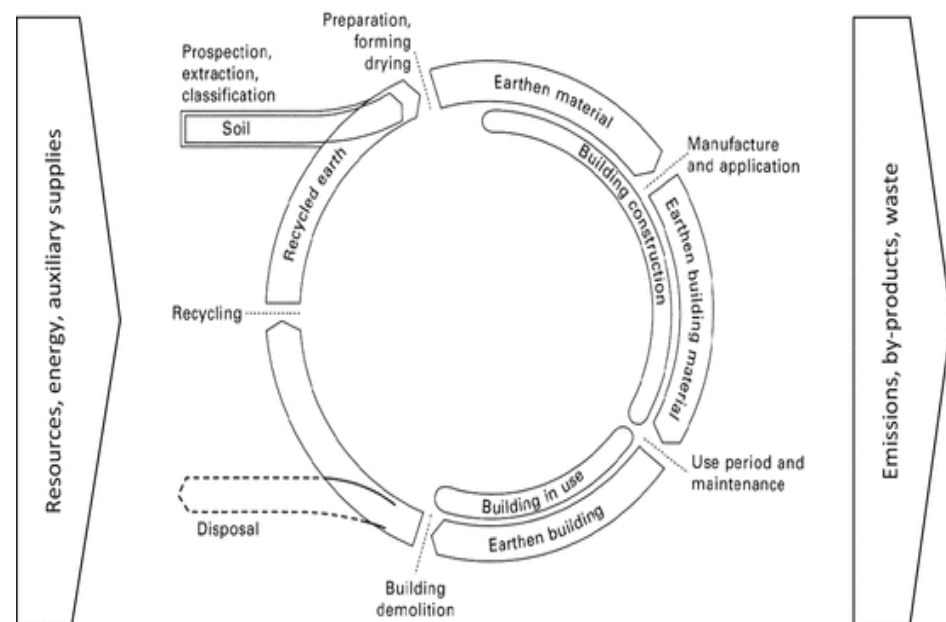 Resources, energy, auxiliary supplies
Prospection,
extraction,
classification
Soil
Preparation,
forming
drying
Earthen material
Building construction
Manufacture
and application
Earthen building material
Recycled earth
Recycling
Use period and
maintenance
Building in use
Earthen building
Disposal
Building
demolition
Emissions, by-products, waste